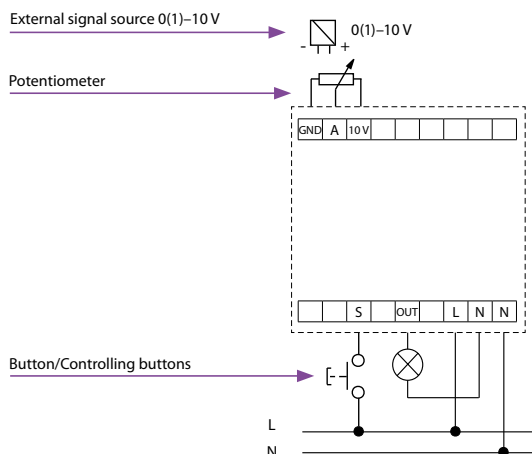 External signal source 0(1)–10 V
- + 0(1)–10 V
Potentiometer
GND A 10 V
S OUT L N N
Button/Controlling buttons
L
N